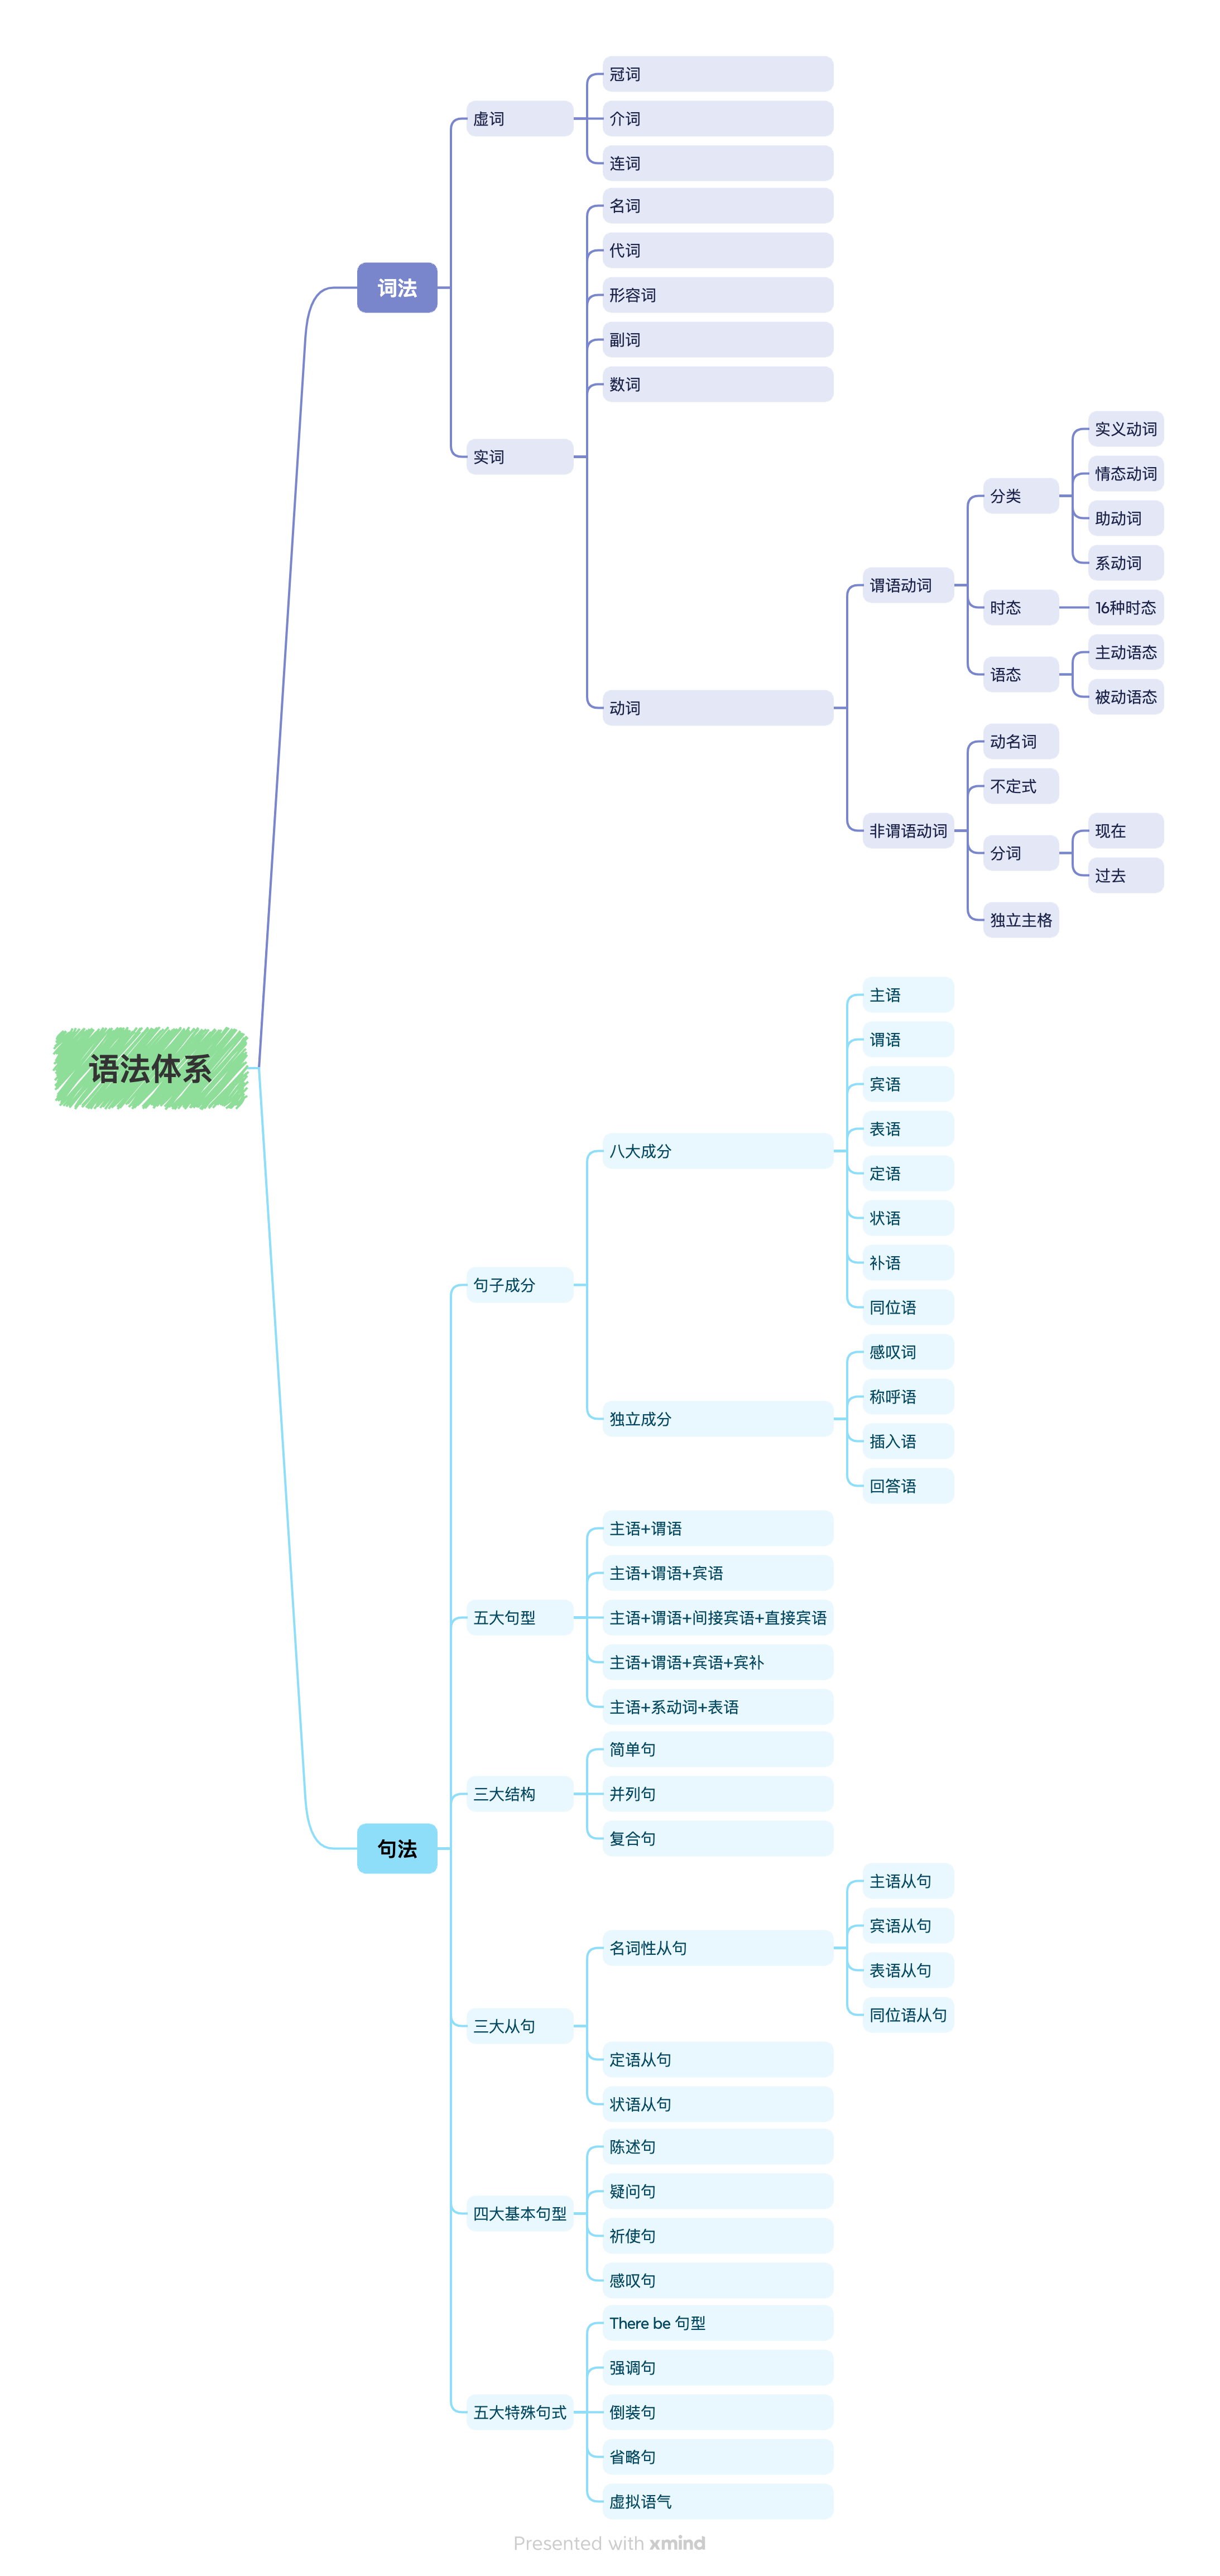 冠词
虚词
介词
连词
名词
代词
词法
形容词
副词
数词
实词
实义动词
情态动词
分类
助动词
系动词
谓语动词
时态
16种时态
主动语态
语态
被动语态
动词
动名词
不定式
非谓语动词
现在
分词
过去
独立主格
语法体系
主语
谓语
宾语
表语
八大成分
定语
状语
补语
句子成分
同位语
感叹词
称呼语
独立成分
插入语
回答语
主语+谓语
主语+谓语+宾语
五大句型
主语+谓语+间接宾语+直接宾语
主语+谓语+宾语+宾补
主语+系动词+表语
简单句
三大结构
并列句
复合句
句法
主语从句
宾语从句
名词性从句
表语从句
同位语从句
三大从句
定语从句
状语从句
陈述句
疑问句
四大基本句型
祈使句
感叹句
There be 句型
强调句
五大特殊句式
倒装句
省略句
虚拟语气
Presented with xmind